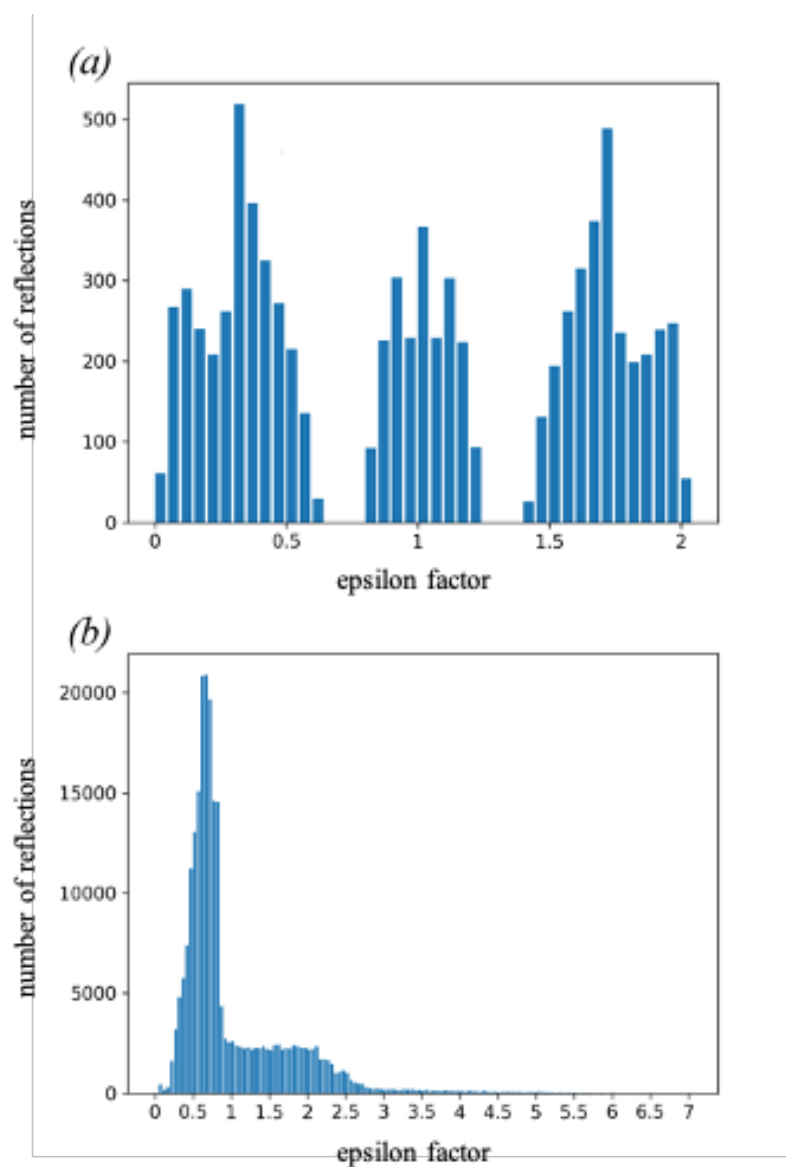 (a)
500
400
300
200
100
0
number of reflections
0 0.5 1 1.5 2
epsilon factor
(b)
20000
15000
10000
5000
0
number of reflections
0 0.5 1 1.5 2 2.5 3 3.5 4 4.5 5 5.5 6 6.5 7
epsilon factor